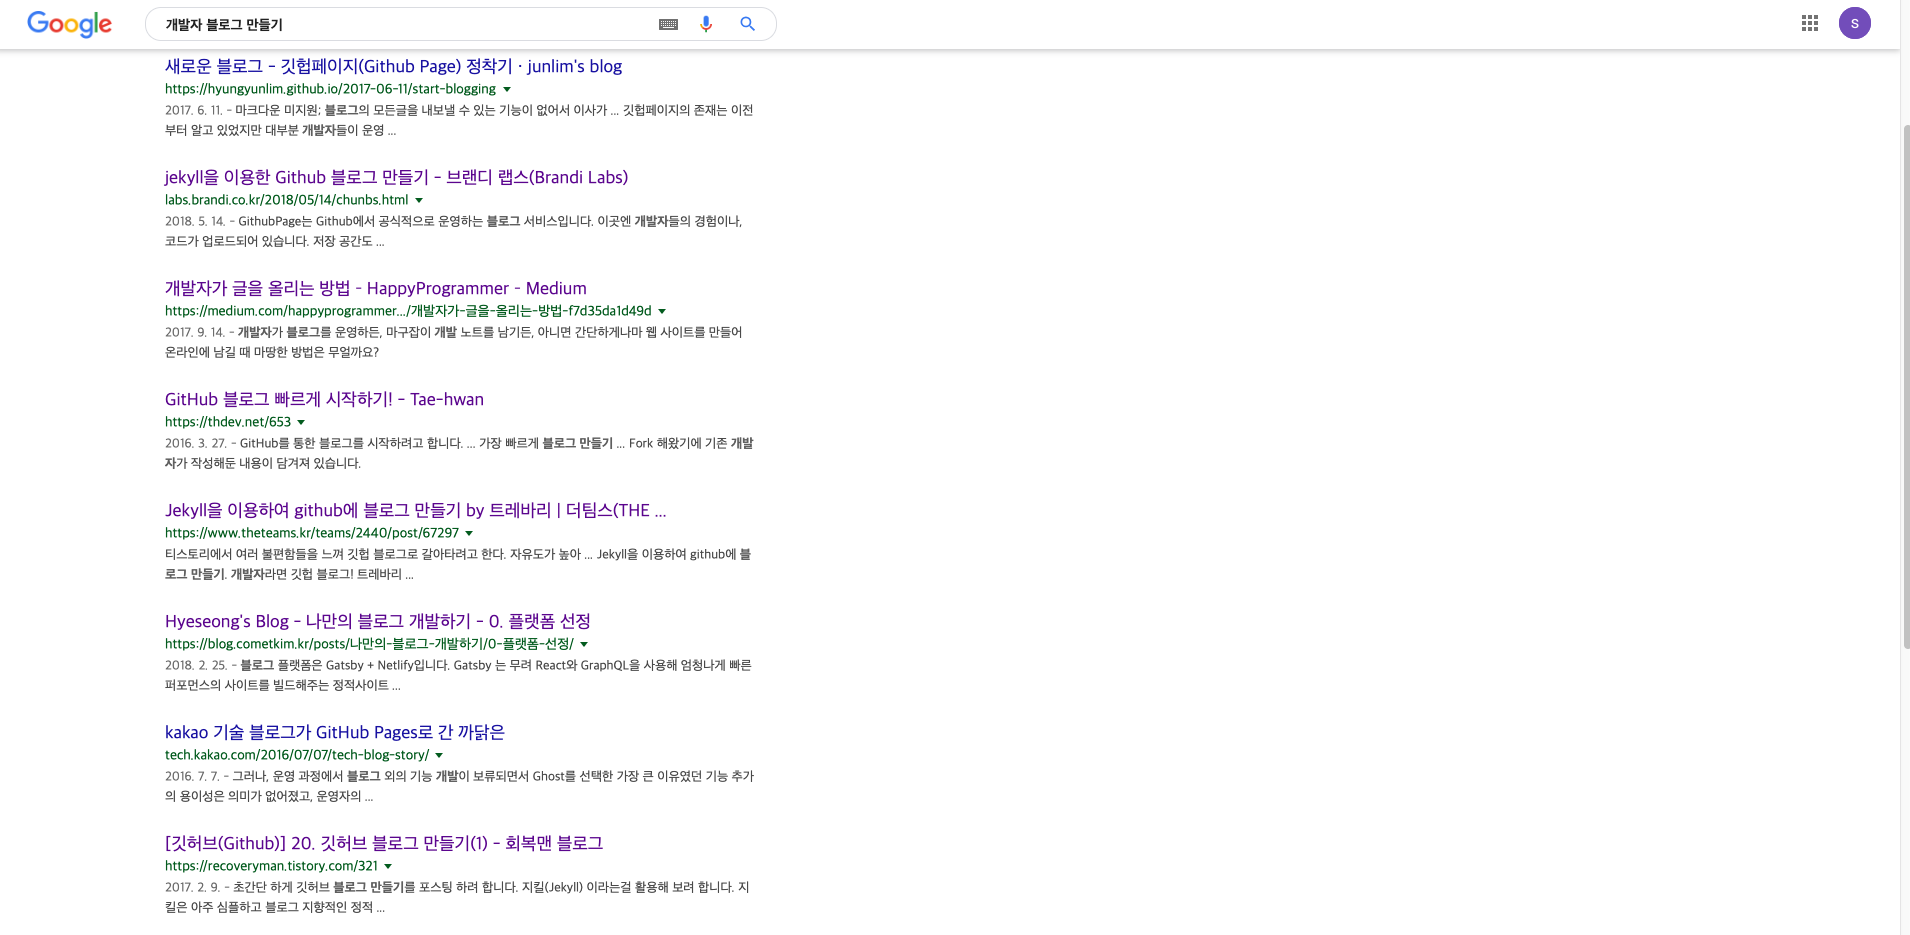 Google
개발자 블로그 만들기
S
새로운 블로그 - 깃헙페이지(Github Page) 정착기 · junlim's blog
https://hyungyunlim.github.io/2017-06-11/start-blogging
2017. 6. 11. - 마크다운 미지원; 블로그의 모든글을 내보낼 수 있는 기능이 없어서 이사가 ... 깃헙페이지의 존재는 이전
부터 알고 있었지만 대부분 개발자들이 운영 ...
jekyll을 이용한 Github 블로그 만들기 - 브랜디 랩스(Brandi Labs)
labs.brandi.co.kr/2018/05/14/chunbs.html
2018. 5. 14. - GithubPage는 Github에서 공식적으로 운영하는 블로그 서비스입니다. 이곳엔 개발자들의 경험이나,
코드가 업로드되어 있습니다. 저장 공간도 ...
개발자가 글을 올리는 방법 - HappyProgrammer - Medium
https://medium.com/happyprogrammer.../개발자가-글을-올리는-방법-f7d35da1d49d
2017. 9. 14. - 개발자가 블로그를 운영하든, 마구잡이 개발 노트를 남기든, 아니면 간단하게나마 웹 사이트를 만들어
온라인에 남길 때 마땅한 방법은 무얼까요?
GitHub 블로그 빠르게 시작하기! - Tae-hwan
https://thdev.net/653
2016. 3. 27. - GitHub를 통한 블로그를 시작하려고 합니다. ... 가장 빠르게 블로그 만들기 ... Fork 해왔기에 기존 개발
자가 작성해둔 내용이 담겨져 있습니다.
Jekyll을 이용하여 github에 블로그 만들기 by 트레바리 | 더팀스(THE ...
https://www.theteams.kr/teams/2440/post/67297
티스토리에서 여러 불편함들을 느껴 깃헙 블로그로 갈아타려고 한다. 자유도가 높아 ... Jekyll을 이용하여 github에 블
로그 만들기. 개발자라면 깃헙 블로그! 트레바리 ...
Hyeseong's Blog - 나만의 블로그 개발하기 - 0. 플랫폼 선정
https://blog.cometkim.kr/posts/나만의-블로그-개발하기/0-플랫폼-선정/
2018. 2. 25. - 블로그 플랫폼은 Gatsby + Netlify입니다. Gatsby 는 무려 React와 GraphQL을 사용해 엄청나게 빠른
퍼포먼스의 사이트를 빌드해주는 정적사이트 ...
kakao 기술 블로그가 GitHub Pages로 간 까닭은
tech.kakao.com/2016/07/07/tech-blog-story/
2016. 7. 7. - 그러나, 운영 과정에서 블로그 외의 기능 개발이 보류되면서 Ghost를 선택한 가장 큰 이유였던 기능 추가
의 용이성은 의미가 없어졌고, 운영자의 ...
[깃허브(Github)] 20. 깃허브 블로그 만들기(1) - 회복맨 블로그
https://recoveryman.tistory.com/321
2017. 2. 9. - 초간단 하게 깃허브 블로그 만들기를 포스팅 하려 합니다. 지킬(Jekyll) 이라는걸 활용해 보려 합니다. 지
킬은 아주 심플하고 블로그 지향적인 정적 ...